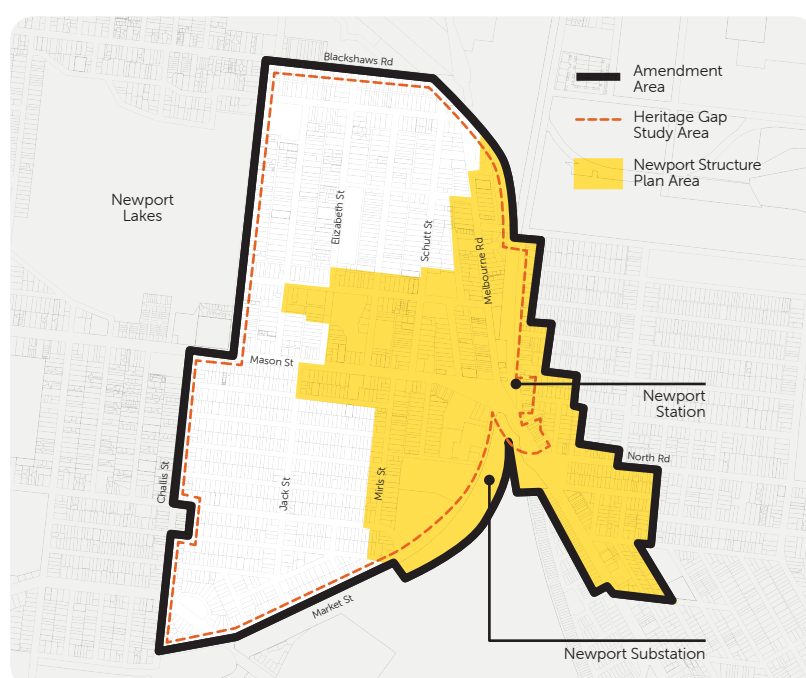 Blackshaws Rd
Amendment
Area
Heritage Gap
Study Area
Newport Structure
Plan Area
Newport
Lakes
Elizabeth St
Schutt St
Melbourne Rd
Mason St
Newport
Station
North Rd
Challis St
Jack St
Mirls St
Market St
Newport Substation